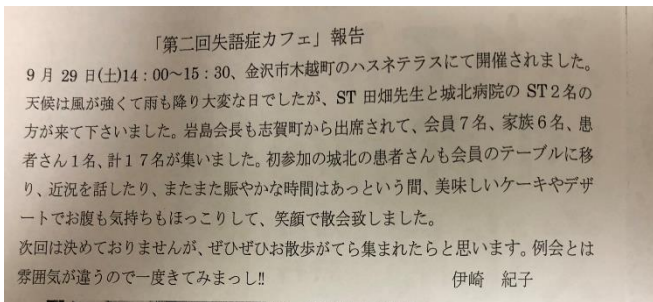 「第二回失語症カフェ」報告
9月29日(土)14：00～15：30、金沢市木越町のハスネテラスにて開催されました。
天候は風が強くて雨も降り大変な日でしたが、ST 田畑先生と城北病院の ST２名の
方が来て下さいました。岩島会長も志賀町から出席されて、会員７名、家族６名、患
者さん１名、計１７名が集いました。初参加の城北の患者さんも会員のテーブルに移
り、近況を話したり、またまた賑やかな時間はあっという間、美味しいケーキやデザ
ートでお腹も気持ちもほっこりして、笑顔で散会致しました。
次回は決めておりませんが、ぜひぜひお散歩がてら集まれたらと思います。例会とは
雰囲気が違うので一度きてみまっし!!　伊崎　紀子